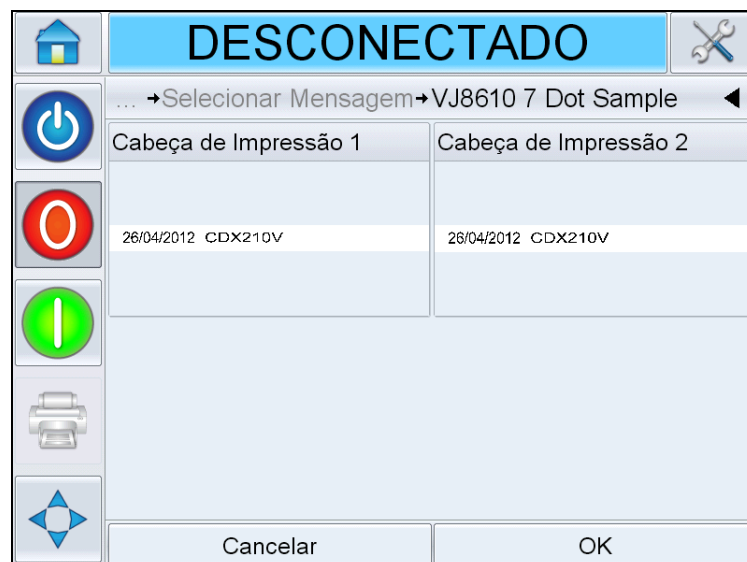 DESCONECTADO
... →Selecionar Mensagem→VJ8610 7 Dot Sample
Cabeça de Impressão 1
Cabeça de Impressão 2
26/04/2012 CDX210V
26/04/2012 CDX210V
Cancelar
OK